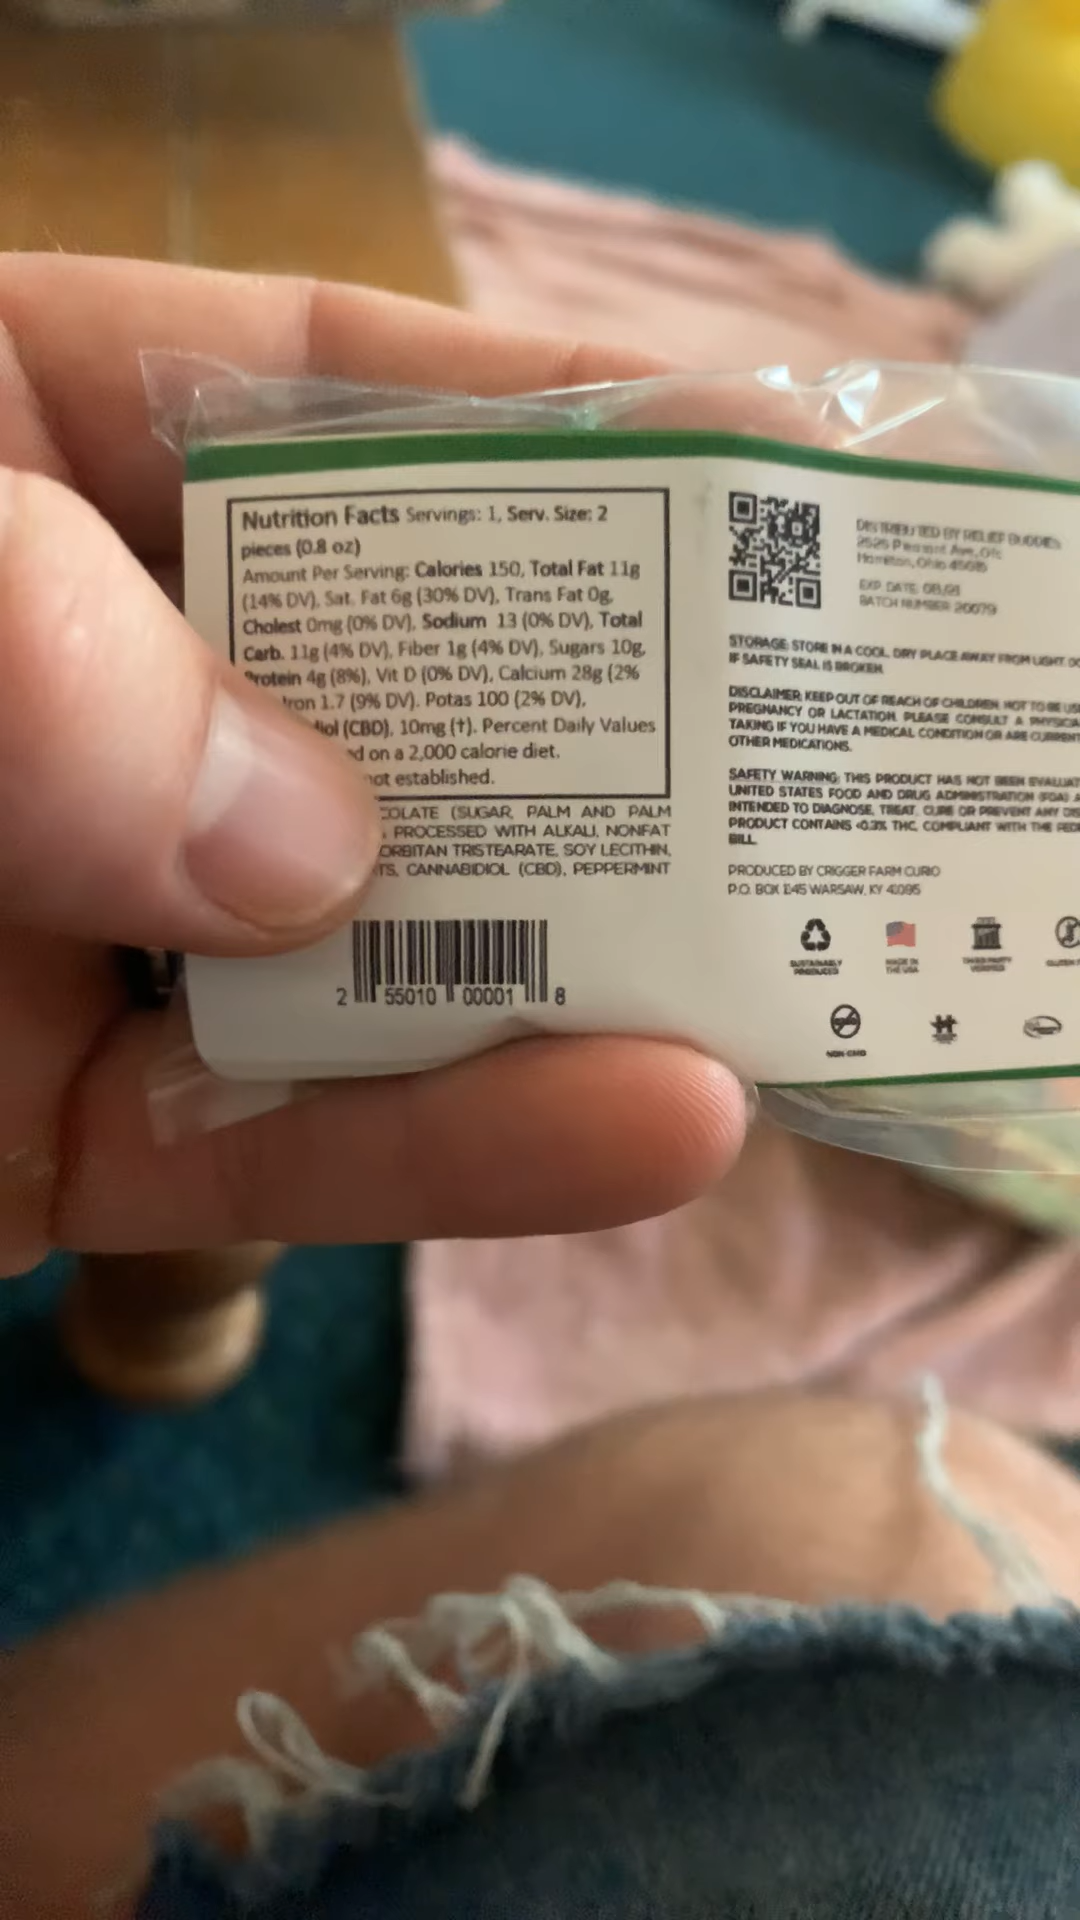 Nutrition Facts Servings: 1, Serv. Size: 2
pieces (0.8 oz)
Amount Per Serving: Calories 150, Total Fat 11g
(14% DV), Sat. Fat 6g (30% DV), Trans Fat 0g,
Cholest 0mg (0% DV), Sodium 13 (0% DV), Total
Carb. 11g (4% DV), Fiber 1g (4% DV), Sugars 10g,
Protein 4g (8%), Vit D (0% DV), Calcium 28g (2%
Iron 1.7 (9% DV). Potas 100 (2% DV),
diol (CBD), 10mg (†). Percent Daily Values
ed on a 2,000 calorie diet.
not established.
COLATE (SUGAR, PALM AND PALM
, PROCESSED WITH ALKALI, NONFAT
ORBITAN TRISTEARATE, SOY LECITHIN,
TS, CANNABIDIOL (CBD), PEPPERMINT
2 55010 00001 8
DISTRIBUTED BY RELIEF BUDDIES
Hamilton, Ohio
EXP. DATE:
BATCH NUMBER: 20079
STORAGE: STORE IN A COOL, DRY PLACE AWAY FROM LIGHT. DO
IF SAFETY SEAL IS BROKEN.
DISCLAIMER: KEEP OUT OF REACH OF CHILDREN. NOT TO BE USE
PREGNANCY OR LACTATION. PLEASE CONSULT A PHYSICIA
TAKING IF YOU HAVE A MEDICAL CONDITION OR ARE CURRENT
OTHER MEDICATIONS.
SAFETY WARNING: THIS PRODUCT HAS NOT BEEN EVALUAT
UNITED STATES FOOD AND DRUG ADMINISTRATION (FDA)
INTENDED TO DIAGNOSE, TREAT, CURE OR PREVENT ANY DIS
PRODUCT CONTAINS <0.3% THC, COMPLIANT WITH THE
BILL.
PRODUCED BY CRIGGER FARM CURIO
P.O. BOX 1245 WARSAW, KY 41095
SUSTAINABLY
PRODUCED
MADE IN
THE USA
THIRD PARTY
VERIFIED
GLUTEN
NON-GMO